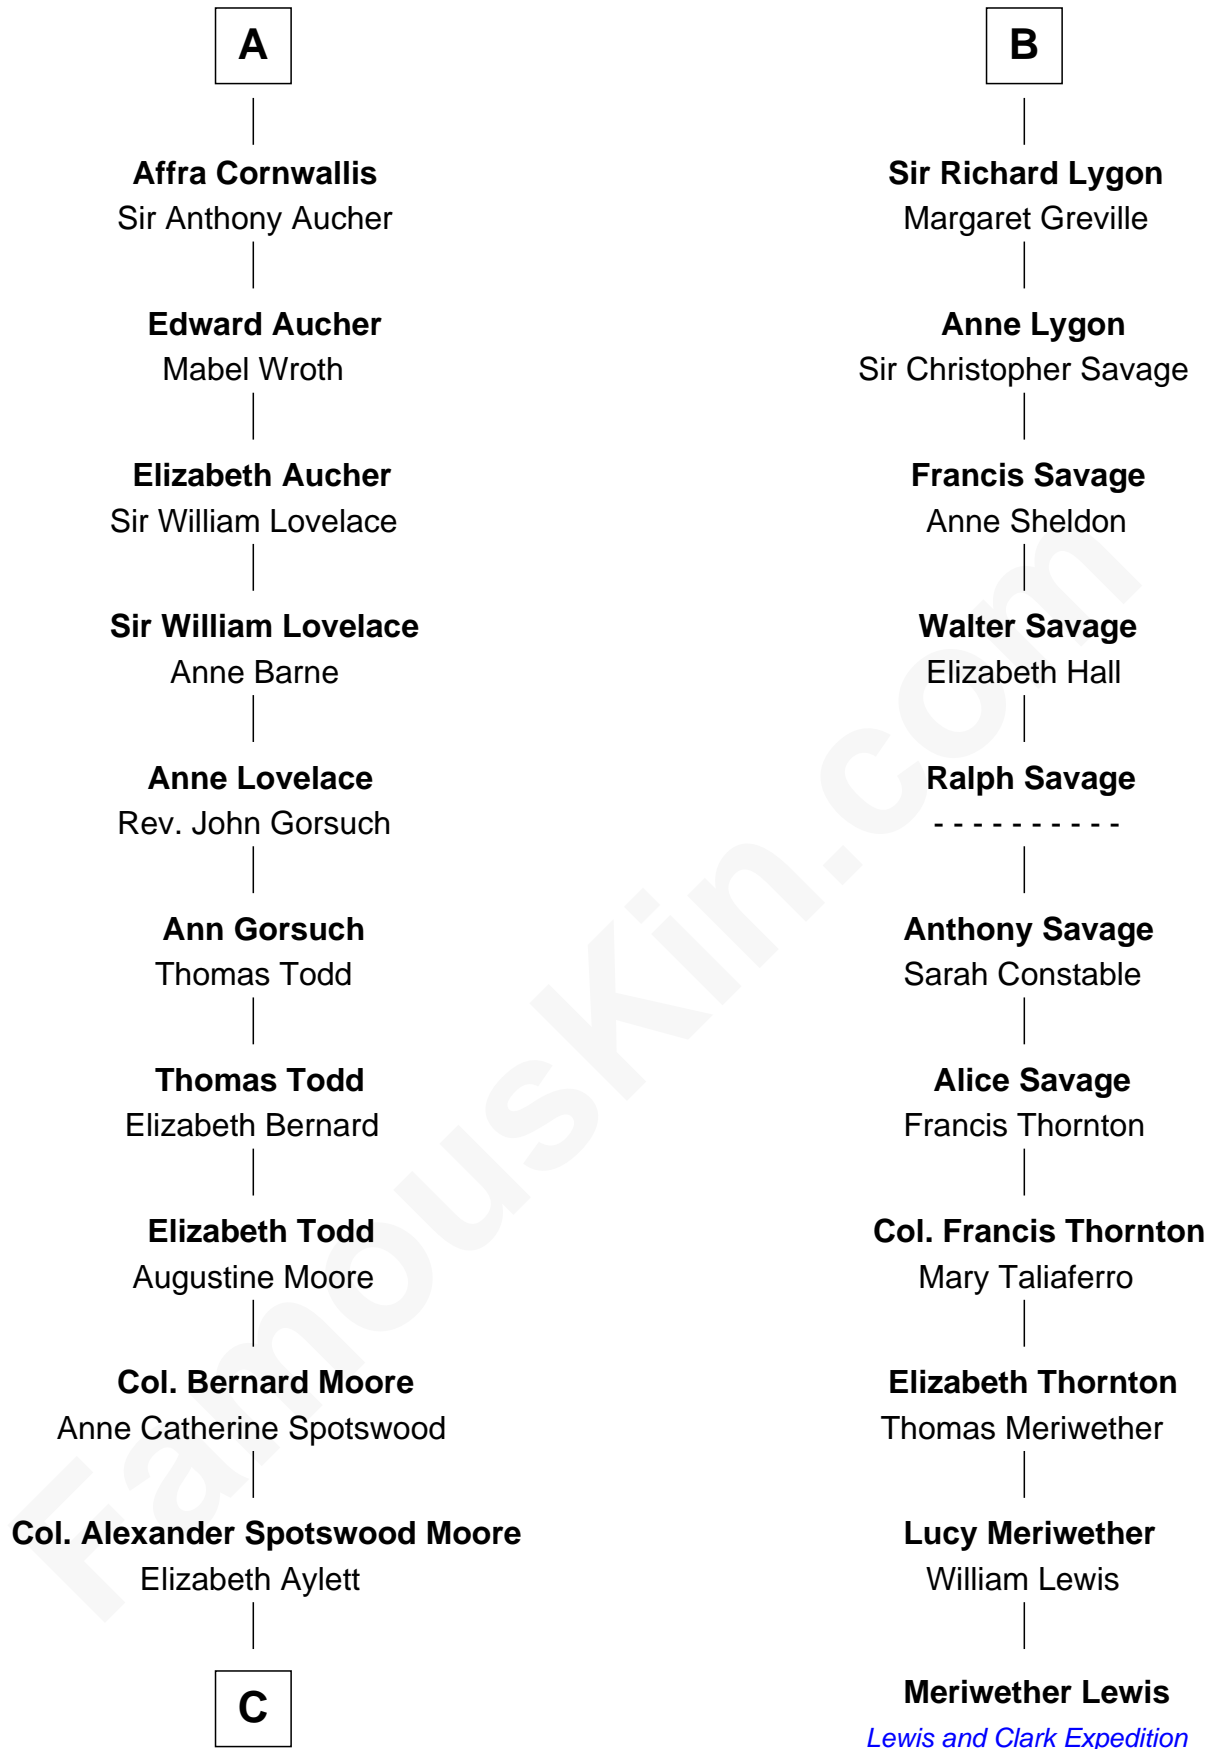 A
Affra Cornwallis
Sir Anthony Aucher
Edward Aucher
Mabel Wroth
Elizabeth Aucher
Sir William Lovelace
Sir William Lovelace
Anne Barne
Anne Lovelace
Rev. John Gorsuch
Ann Gorsuch
Thomas Todd
Thomas Todd
Elizabeth Bernard
Elizabeth Todd
Augustine Moore
Col. Bernard Moore
Anne Catherine Spotswood
Col. Alexander Spotswood Moore
Elizabeth Aylett
C
B
Sir Richard Lygon
Margaret Greville
Anne Lygon
Sir Christopher Savage
Francis Savage
Anne Sheldon
Walter Savage
Elizabeth Hall
Ralph Savage
- - - - - - - - - -
Anthony Savage
Sarah Constable
Alice Savage
Francis Thornton
Col. Francis Thornton
Mary Taliaferro
Elizabeth Thornton
Thomas Meriwether
Lucy Meriwether
William Lewis
Meriwether Lewis
Lewis and Clark Expedition
FamousKin.com